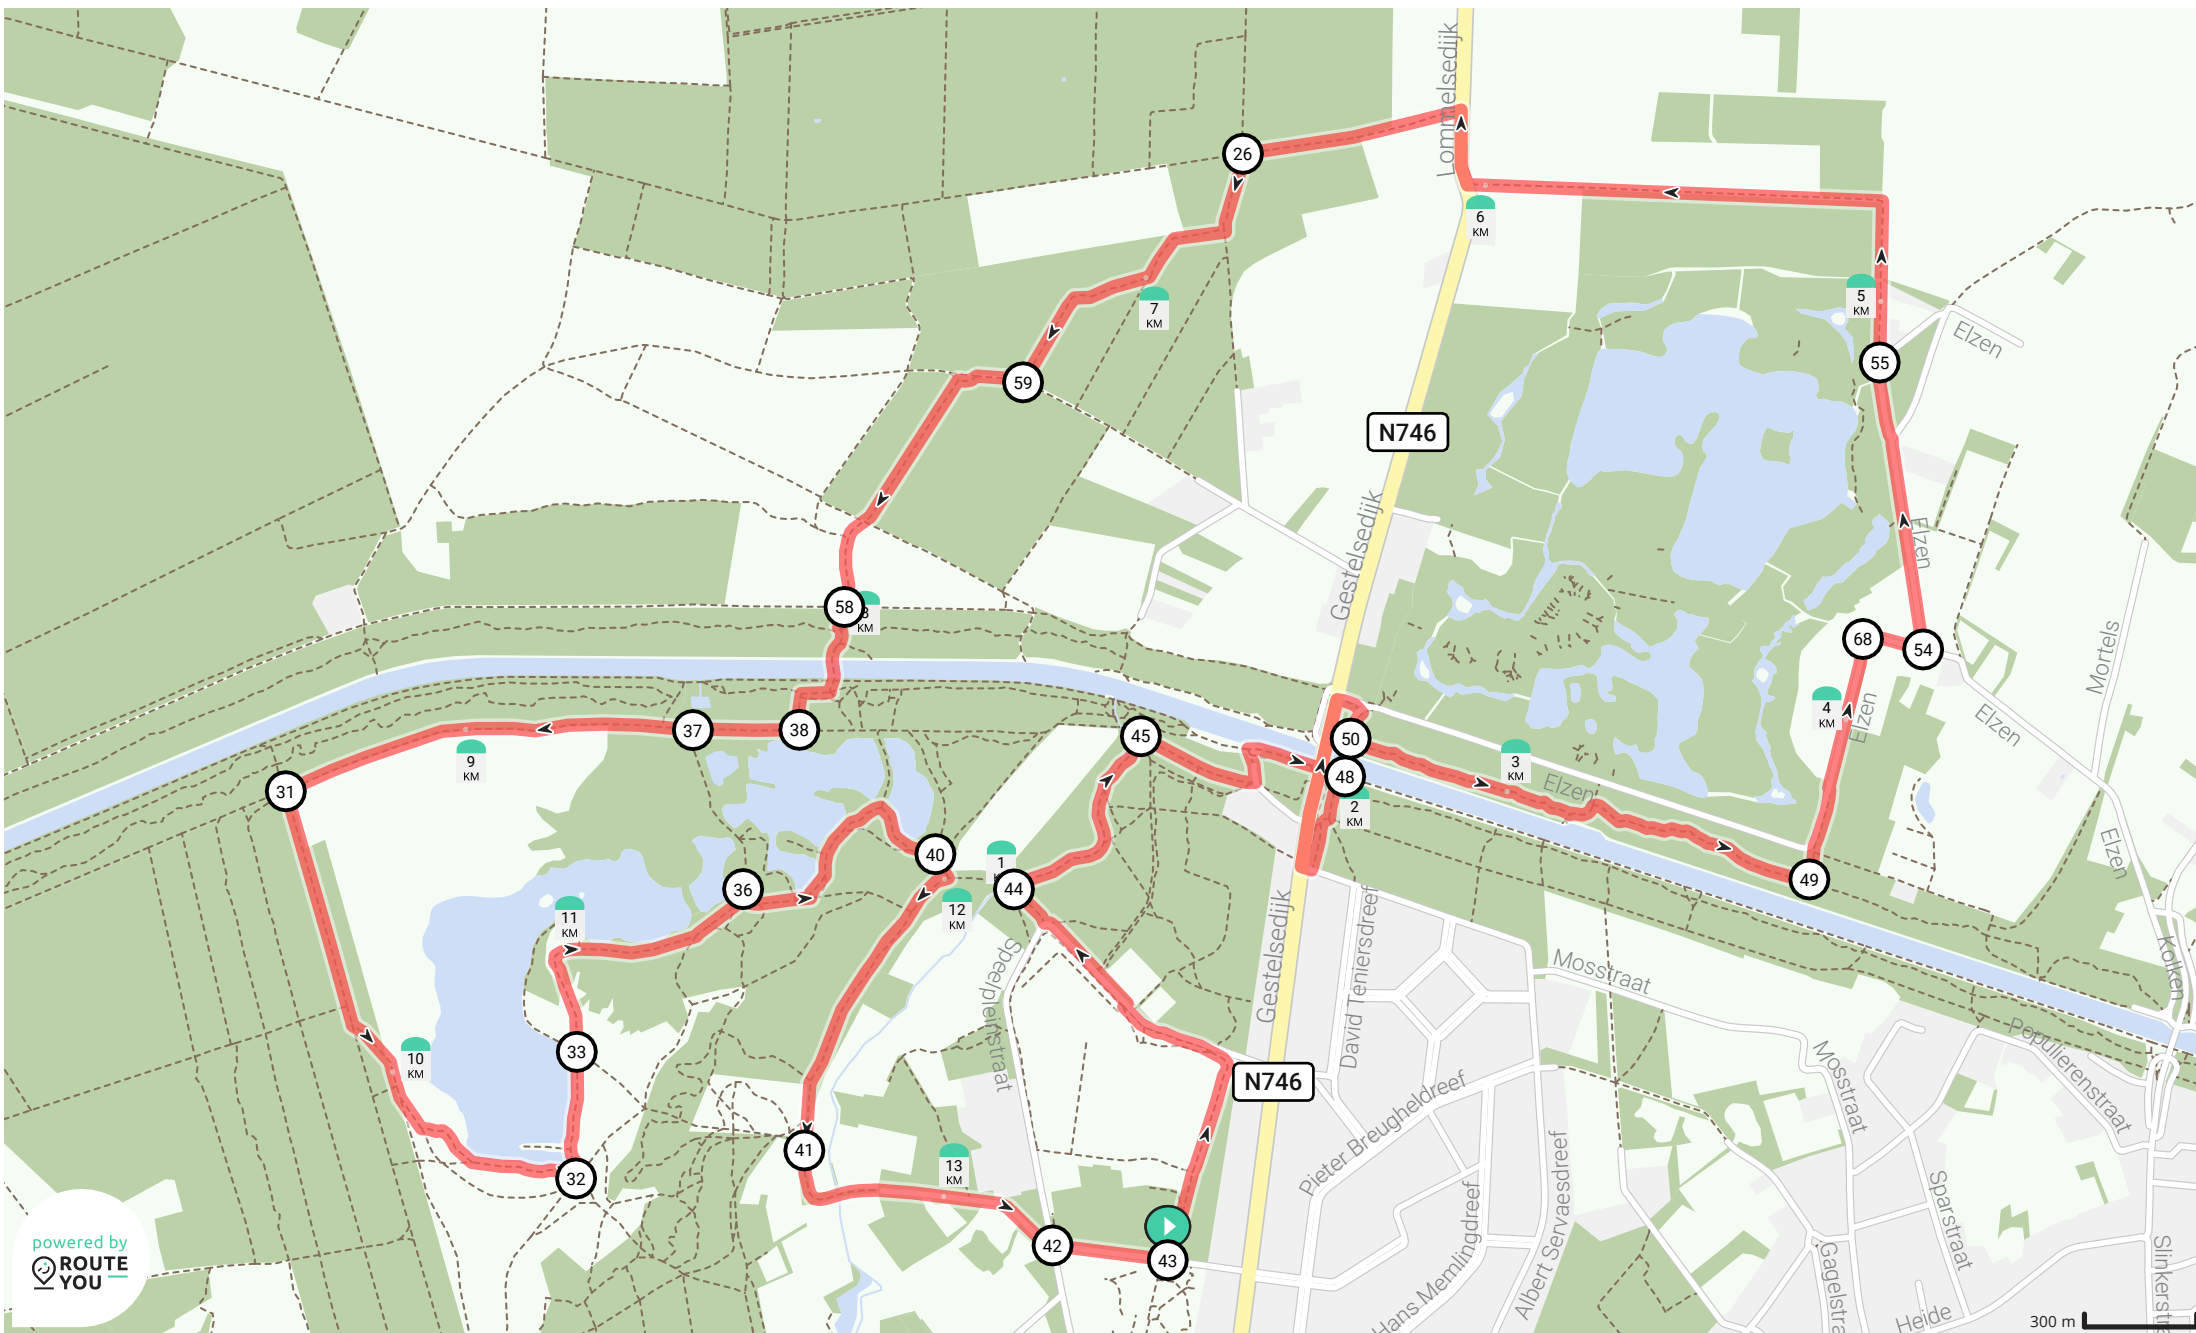 Lommelsedijk
26
6
KM
7
KM
5
KM
Elzen
55
59
N746
Gestelsedijk
Elzen
58
KM
68
54
Mortels
4
KM
Elzen
Elzen
37
38
45
50
3
KM
Elzen
9
KM
31
48
2
KM
40
1
44
36
49
Elzen
11
KM
12
KM
Speelpleinstraat
Gestelsedijk
David Teniersdreef
Mosstraat
Kolken
33
10
KM
N746
Mosstraat
Populierenstraat
Pieter Breugheldreef
41
13
KM
32
Hans Memlingdreef
Albert Servaesdreef
Sparstraat
42
43
Gagelstra
Slinkerstr
Heide
powered by
ROUTE
YOU
300 m